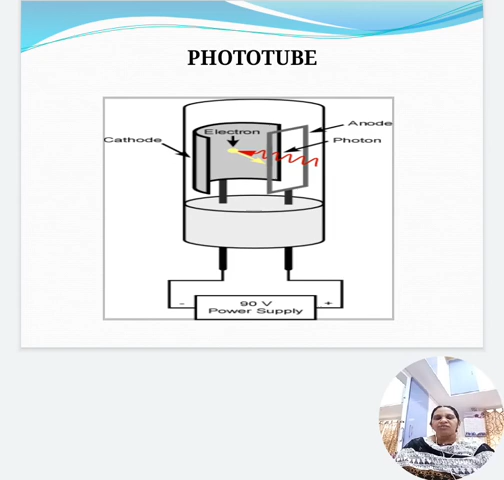 PHOTOTUBE
Anode
Electron
Cathode
Photon
- 90 V +
Power Supply